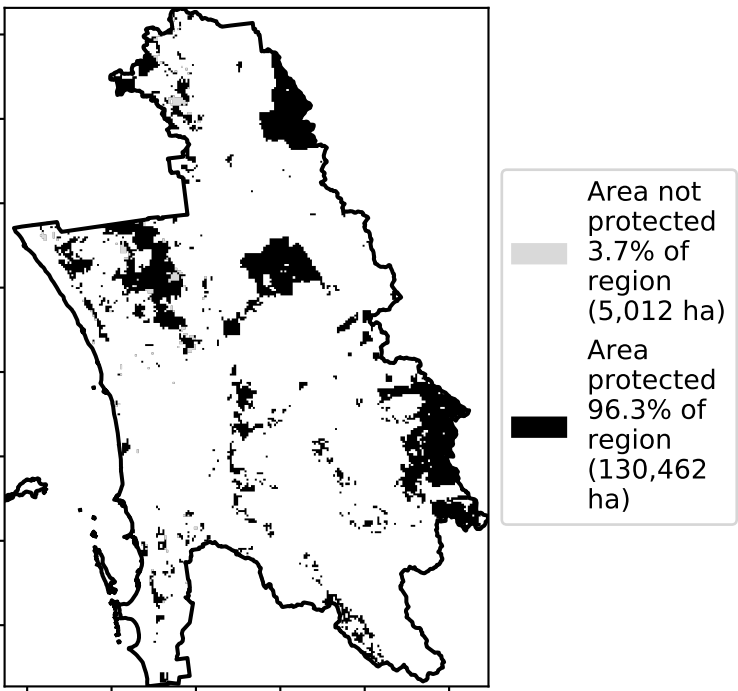 Area not
protected
3.7% of
region
(5,012 ha)
Area
protected
96.3% of
region
(130,462
ha)